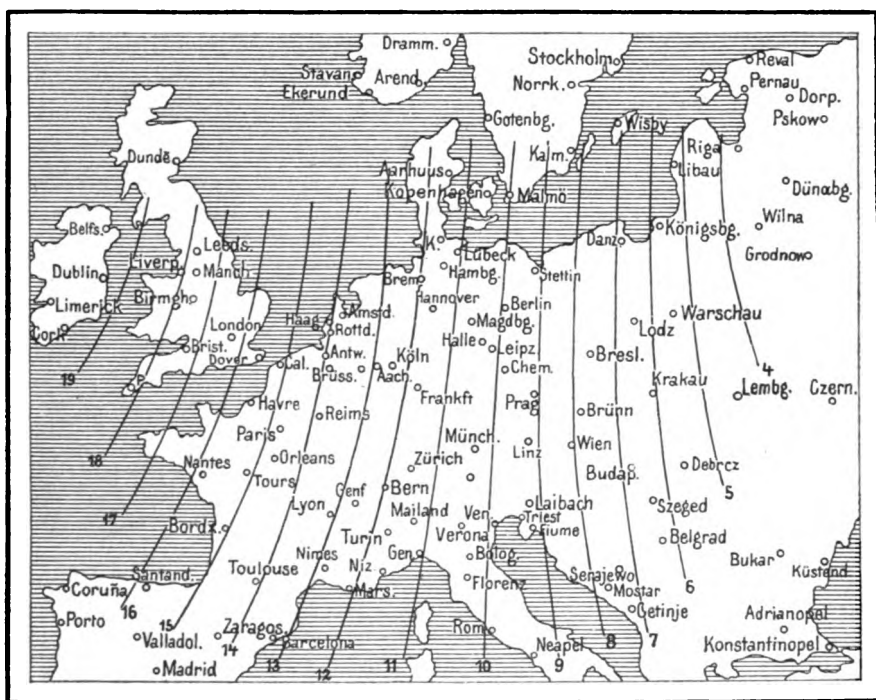 Dramm.
Stockholm
Reval
Stavan.
Arend.
Norrk.
Pernau
Ekerund
Dorp.
Gotenbg.
Wisby
Pskow
Dundē
Kalm.
Riga
Aarhuus
Libau
Kopenhagen
Malmö
Dünabg.
Belfs.
Königsbg.
Wilna
Leeds.
K.
Danz
Lübeck
Grodnow
Dublin
Liverp.
Manch.
Hambg.
Stettin
Brem.
Limerick
Birmgh.
Amstd.
Hannover
Berlin
Warschau
Haag
Rottd.
Magdbg.
Lodz
Cork.
London
Halle
Brist.
Dover
Antw.
Köln
Leipz
Bresl.
Cal.
Brüss.
Aach.
Chem.
4
19
P.
Krakau
Lembg.
Czern.
Havre
Reims
Frankft
Prag
Brünn
Paris
18
Münch.
Linz
Wien
Nantes
Orleans
Zürich
Budap.
Debrcz
Tours
Bern
5
17
Lyon
Genf
Laibach
Szeged
Bordx.
Mailand
Ven.
Triest
Turin
Verona
Fiume
Belgrad
Nimes
Gen.
Bolog.
Bukar
Santand.
Toulouse
Niz.
Florenz
Serajewo
Küstend
Coruña
Mars.
Mostar
6
16
Cetinje
Adrianopel
Porto
15
Valladol.
Zaragos.
Rom
14
Barcelona
8
7
Konstantinopel
Madrid
13
12
11
10
Neapel
9